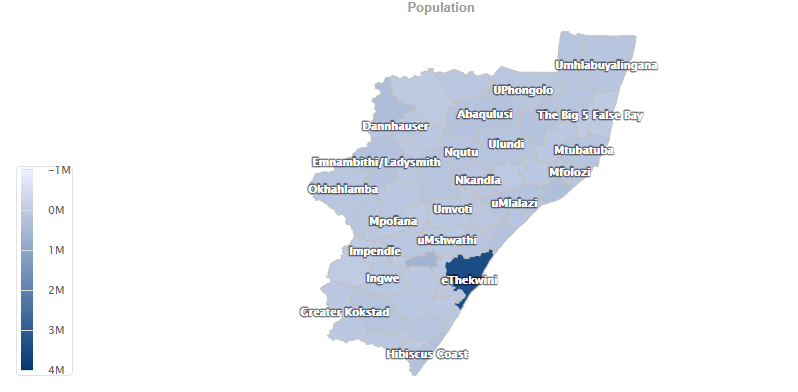 Population
Umhlabuyalingana
UPhongolo
Abaqulusi
The Big 5 False Bay
Dannhauser
Ulundi
Nqutu
Mtubatuba
Emnambithi/Ladysmith
Mfolozi
-1M
Nkandla
Okhahlamba
uMlalazi
0M
Umvoti
Mpofana
uMshwathi
1M
Impendle
Ingwe
eThekwini
2M
Greater Kokstad
3M
Hibiscus Coast
4M